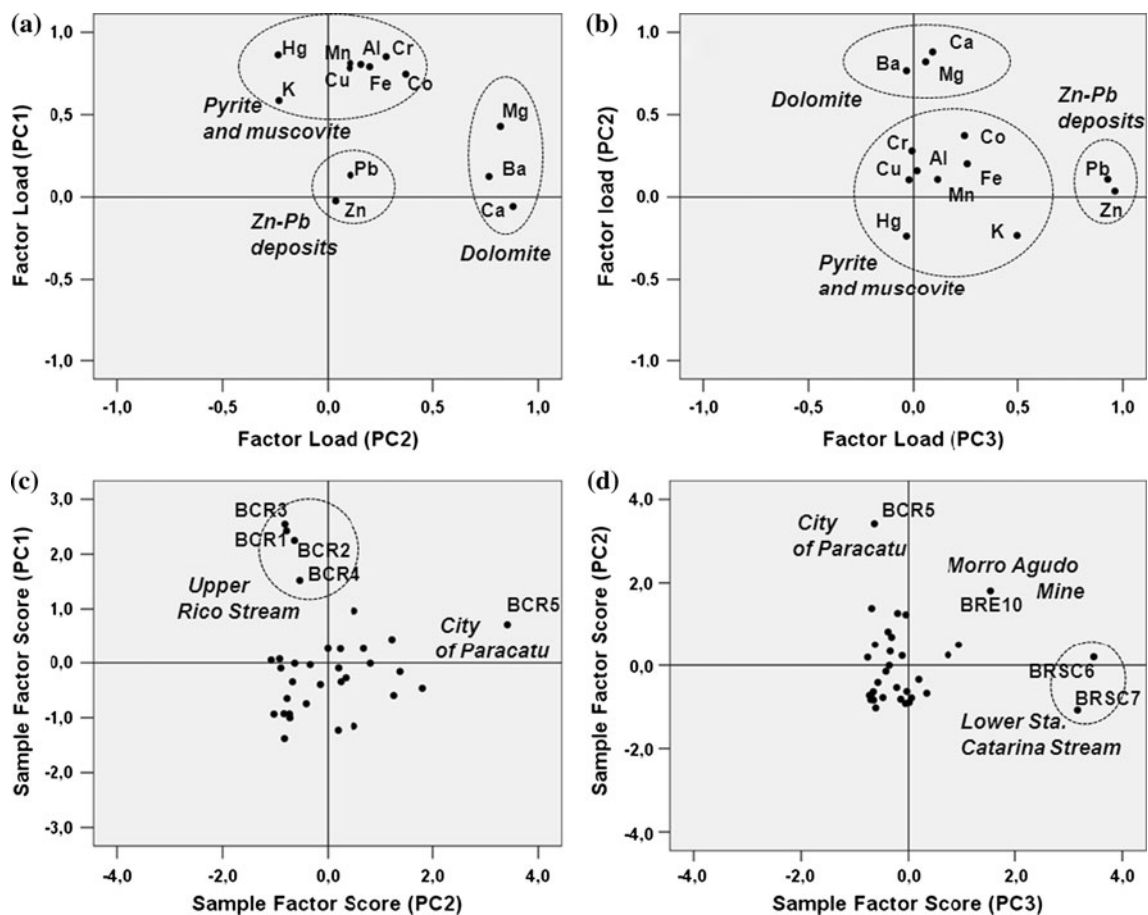 (a)
1,0
0,5
0.0
-0,5
-1,0
Factor Load (PC1)
Hg
Mn
Al
Cr
Cu
Fe
Co
K
Pyrite
and muscovite
Mg
Pb
Ba
Zn
Ca
Zn-Pb
deposits
Dolomite
-1,0
-0,5
0,0
0,5
1,0
Factor Load (PC2)
(b)
1,0
0,5
0.0
-0,5
-1,0
Factor load (PC2)
Ca
Ba
Mg
Dolomite
Zn-Pb
deposits
Cr
Co
Cu
Al
Fe
Mn
Pb
Zn
Hg
K
Pyrite
and muscovite
-1,0
-0,5
0,0
0,5
1,0
Factor Load (PC3)
(c)
3,0
2,0
1,0
0,0
-1,0
-2,0
-3,0
Sample Factor Score (PC1)
BCR3
BCR1
BCR2
BCR4
Upper
Rico Stream
BCR5
City
of Paracatu
-4,0
-2,0
0,0
2,0
4,0
Sample Factor Score (PC2)
(d)
4,0
2,0
0,0
-2,0
-4,0
Sample Factor Score (PC2)
BCR5
City
of Paracatu
Morro Agudo
Mine
BRE10
BRSC6
BRSC7
Lower Sta.
Catarina Stream
-4,0
-2,0
0,0
2,0
4,0
Sample Factor Score (PC3)